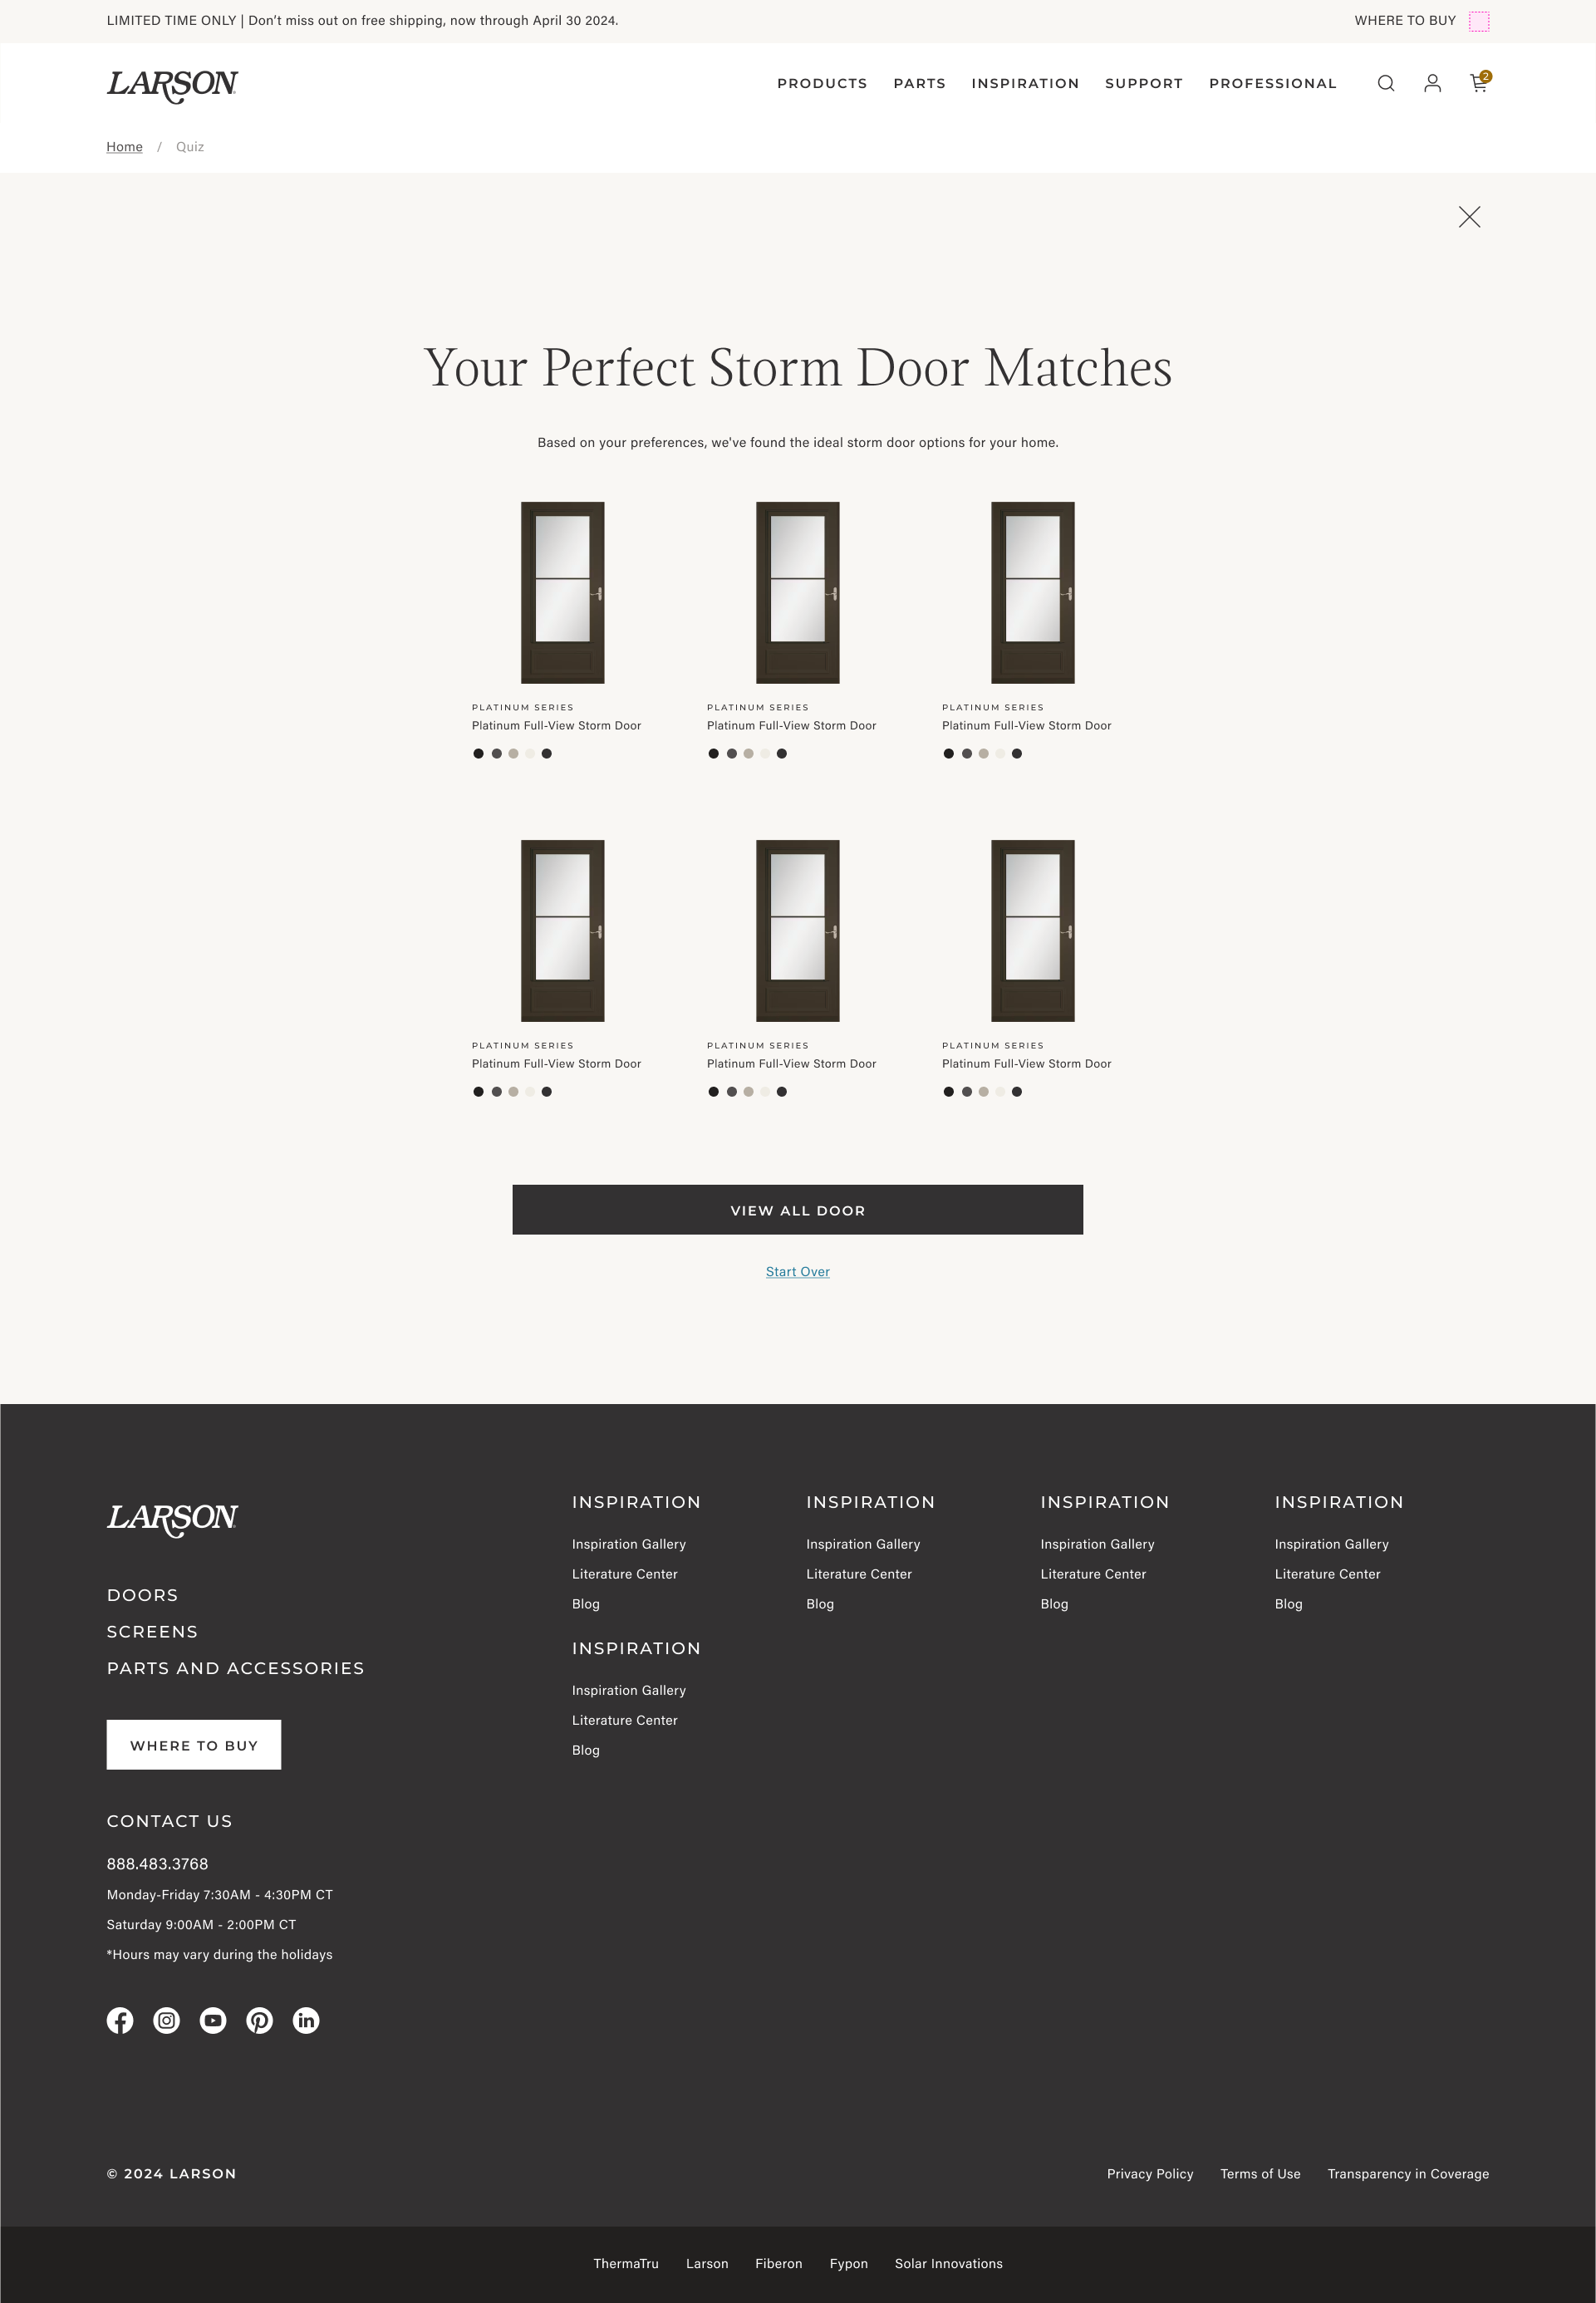 LIMITED TIME ONLY | Don't miss out on free shipping, now through April 30 2024.
WHERE TO BUY
LARSON
PRODUCTS PARTS INSPIRATION SUPPORT PROFESSIONAL
2
Home / Quiz
Your Perfect Storm Door Matches
Based on your preferences, we've found the ideal storm door options for your home.
PLATINUM SERIES
Platinum Full-View Storm Door
PLATINUM SERIES
Platinum Full-View Storm Door
PLATINUM SERIES
Platinum Full-View Storm Door
PLATINUM SERIES
Platinum Full-View Storm Door
PLATINUM SERIES
Platinum Full-View Storm Door
PLATINUM SERIES
Platinum Full-View Storm Door
VIEW ALL DOOR
Start Over
LARSON
DOORS
SCREENS
PARTS AND ACCESSORIES
WHERE TO BUY
CONTACT US
888.483.3768
Monday-Friday 7:30AM - 4:30PM CT
Saturday 9:00AM - 2:00PM CT
*Hours may vary during the holidays
INSPIRATION
Inspiration Gallery
Literature Center
Blog
INSPIRATION
Inspiration Gallery
Literature Center
Blog
INSPIRATION
Inspiration Gallery
Literature Center
Blog
INSPIRATION
Inspiration Gallery
Literature Center
Blog
INSPIRATION
Inspiration Gallery
Literature Center
Blog
© 2024 LARSON
Privacy Policy Terms of Use Transparency in Coverage
ThermaTru Larson Fiberon Fypon Solar Innovations